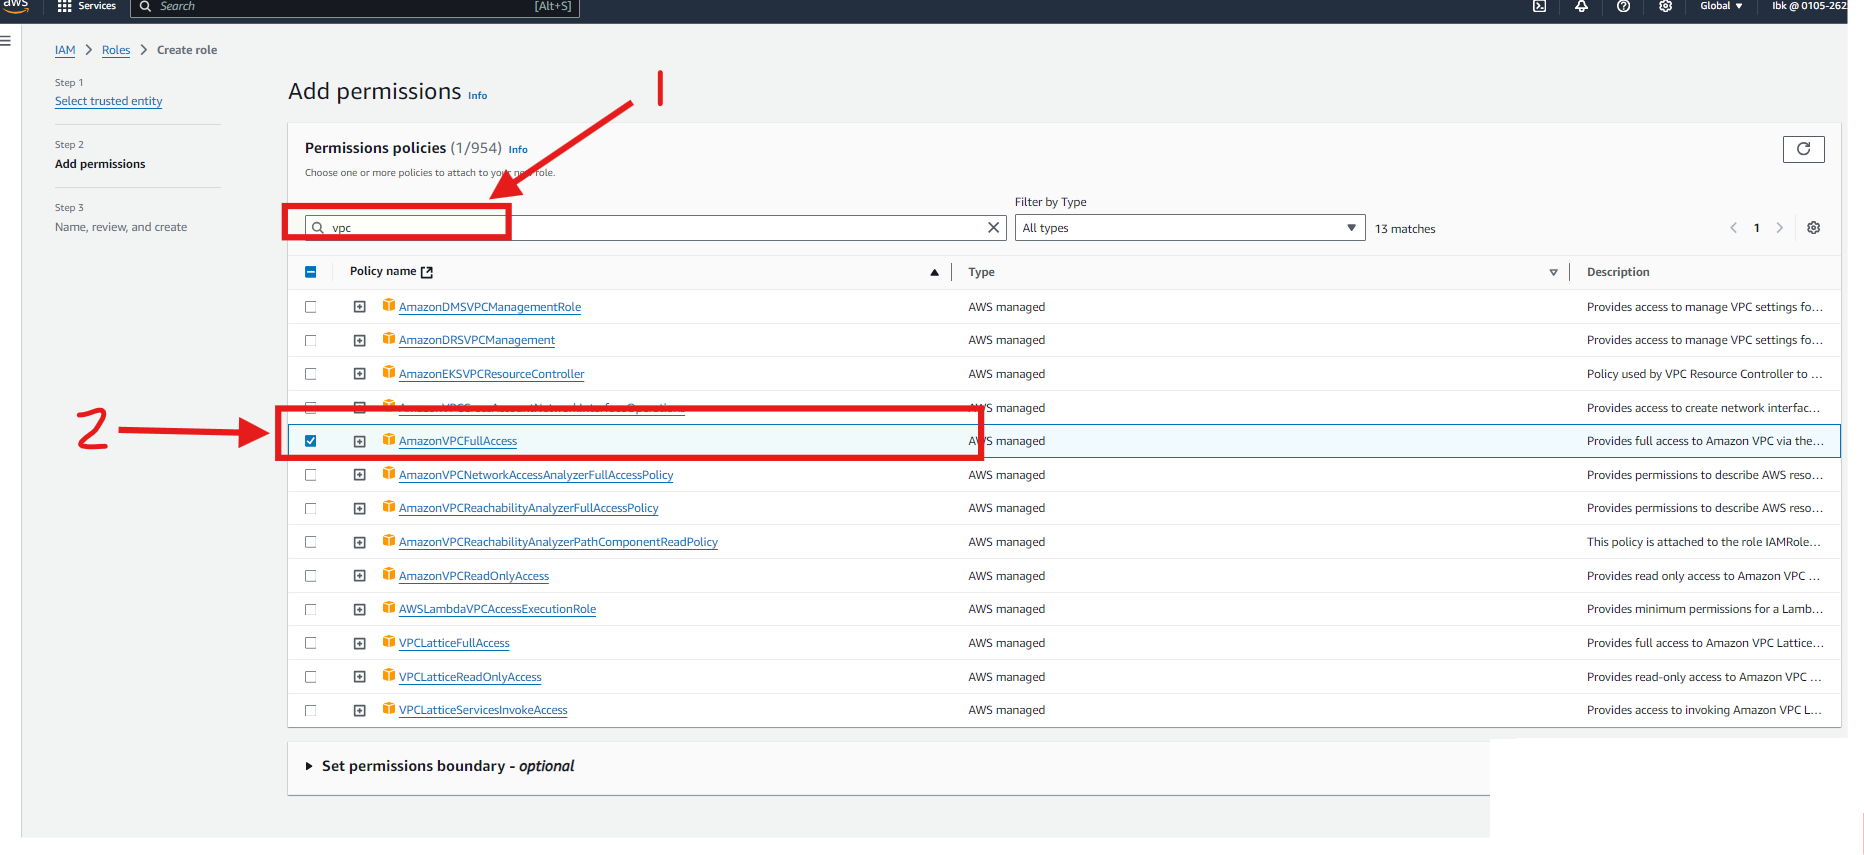 aws Services Search [Alt+S] Global Ibk @ 0105-262
IAM > Roles > Create role
Step 1
Select trusted entity
Step 2
Add permissions
Step 3
Name, review, and create
Add permissions Info
1
Permissions policies (1/954) Info
Choose one or more policies to attach to your new role.
Filter by Type
vpc
All types
13 matches
1
Policy name Type Description
AmazonDMSVPCManagementRole AWS managed Provides access to manage VPC settings fo...
AmazonDRSVPCManagement AWS managed Provides access to manage VPC settings fo...
AmazonEKSVPCResourceController AWS managed Policy used by VPC Resource Controller to ...
AmazonVPCCrossAccountNetworkInterfaceOperations AWS managed Provides access to create network interfac...
2
AmazonVPCFullAccess AWS managed Provides full access to Amazon VPC via the...
AmazonVPCNetworkAccessAnalyzerFullAccessPolicy AWS managed Provides permissions to describe AWS reso...
AmazonVPCReachabilityAnalyzerFullAccessPolicy AWS managed Provides permissions to describe AWS reso...
AmazonVPCReachabilityAnalyzerPathComponentReadPolicy AWS managed This policy is attached to the role IAMRole...
AmazonVPCReadOnlyAccess AWS managed Provides read only access to Amazon VPC ...
AWSLambdaVPCAccessExecutionRole AWS managed Provides minimum permissions for a Lamb...
VPCLatticeFullAccess AWS managed Provides full access to Amazon VPC Lattice...
VPCLatticeReadOnlyAccess AWS managed Provides read-only access to Amazon VPC ...
VPCLatticeServicesInvokeAccess AWS managed Provides access to invoking Amazon VPC L...
Set permissions boundary - optional